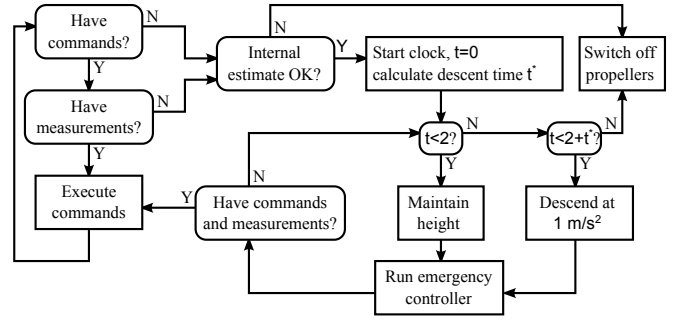 Have
commands?
N
Y
Have
measurements?
N
Y
Execute
commands
Internal
estimate OK?
N
Y
Start clock, t=0
calculate descent time t*
Switch off
propellers
t<2?
N
Y
t<2+t*?
N
Y
Have commands
and measurements?
N
Y
Maintain
height
Descend at
1 m/s²
Run emergency
controller